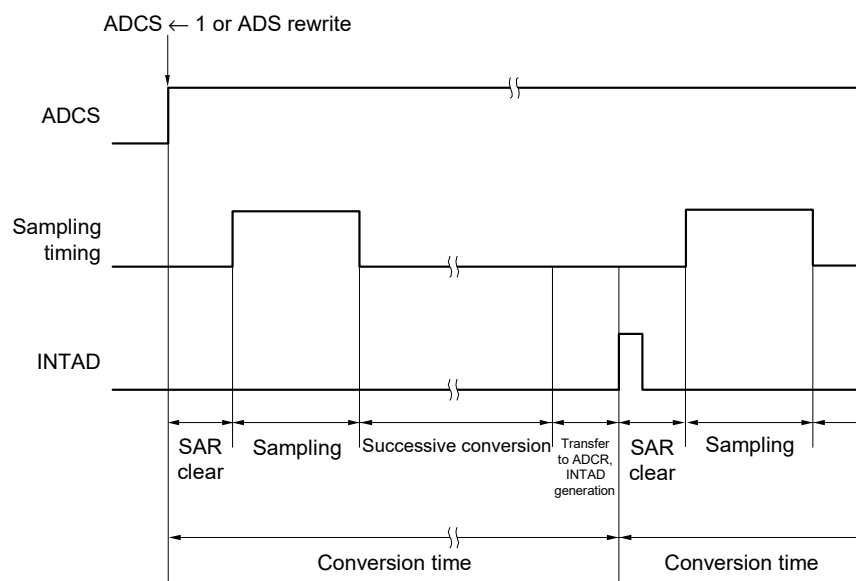 ADCS ← 1 or ADS rewrite
ADCS
Sampling
timing
INTAD
SAR
clear
Sampling
Successive conversion
Transfer
to ADCR,
INTAD
generation
SAR
clear
Sampling
Conversion time
Conversion time